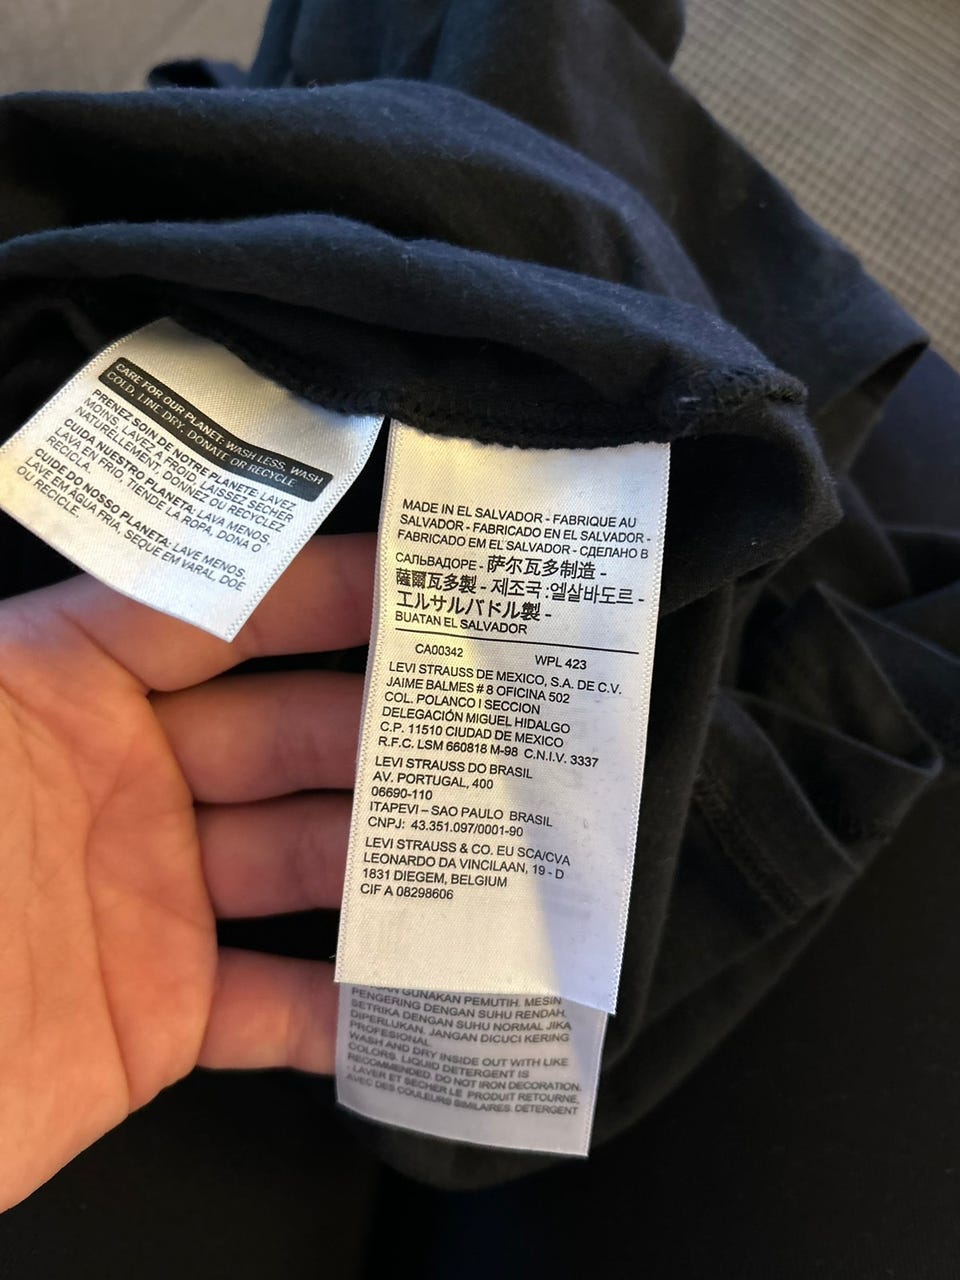 CARE FOR OUR PLANET: WASH LESS, WASH
COLD, LINE DRY, DONATE OR RECYCLE
PRENEZ SOIN DE NOTRE PLANETE: LAVEZ
MOINS, LAVEZ A FROID, LAISSEZ SECHER
NATURELLEMENT, DONNEZ OU RECYCLEZ
CUIDA NUESTRO PLANETA: LAVA MENOS,
LAVA EN FRIO, TIENDE LA ROPA, DONA O
RECICLA.
CUIDE DO NOSSO PLANETA: LAVE MENOS,
LAVE EM ÁGUA FRIA, SEQUE EM VARAL, DOE
OU RECICLE.
MADE IN EL SALVADOR - FABRIQUE AU
SALVADOR - FABRICADO EN EL SALVADOR -
FABRICADO EM EL SALVADOR - СДЕЛАНО В
САЛЬВАДОРЕ - 萨尔瓦多制造 -
薩爾瓦多製 - 제조국 :엘살바도르 -
エルサルバドル製 -
BUATAN EL SALVADOR
CA00342 WPL 423
LEVI STRAUSS DE MEXICO, S.A. DE C.V.
JAIME BALMES # 8 OFICINA 502
COL. POLANCO I SECCION
DELEGACIÓN MIGUEL HIDALGO
C.P. 11510 CIUDAD DE MEXICO
R.F.C. LSM 660818 M-98 C.N.I.V. 3337
LEVI STRAUSS DO BRASIL
AV. PORTUGAL, 400
06690-110
ITAPEVI – SAO PAULO BRASIL
CNPJ: 43.351.097/0001-90
LEVI STRAUSS & CO. EU SCA/CVA
LEONARDO DA VINCILAAN, 19 - D
1831 DIEGEM, BELGIUM
CIF A 08298606
GUNAKAN PEMUTIH. MESIN
PENGERING DENGAN SUHU RENDAH.
SETRIKA DENGAN SUHU NORMAL JIKA
DIPERLUKAN. JANGAN DICUCI KERING
PROFESIONAL
WASH AND DRY INSIDE OUT WITH LIKE
COLORS. LIQUID DETERGENT IS
RECOMMENDED. DO NOT IRON DECORATION.
- LAVER ET SECHER LE PRODUIT RETOURNE,
AVEC DES COULEURS SIMILAIRES. DETERGENT